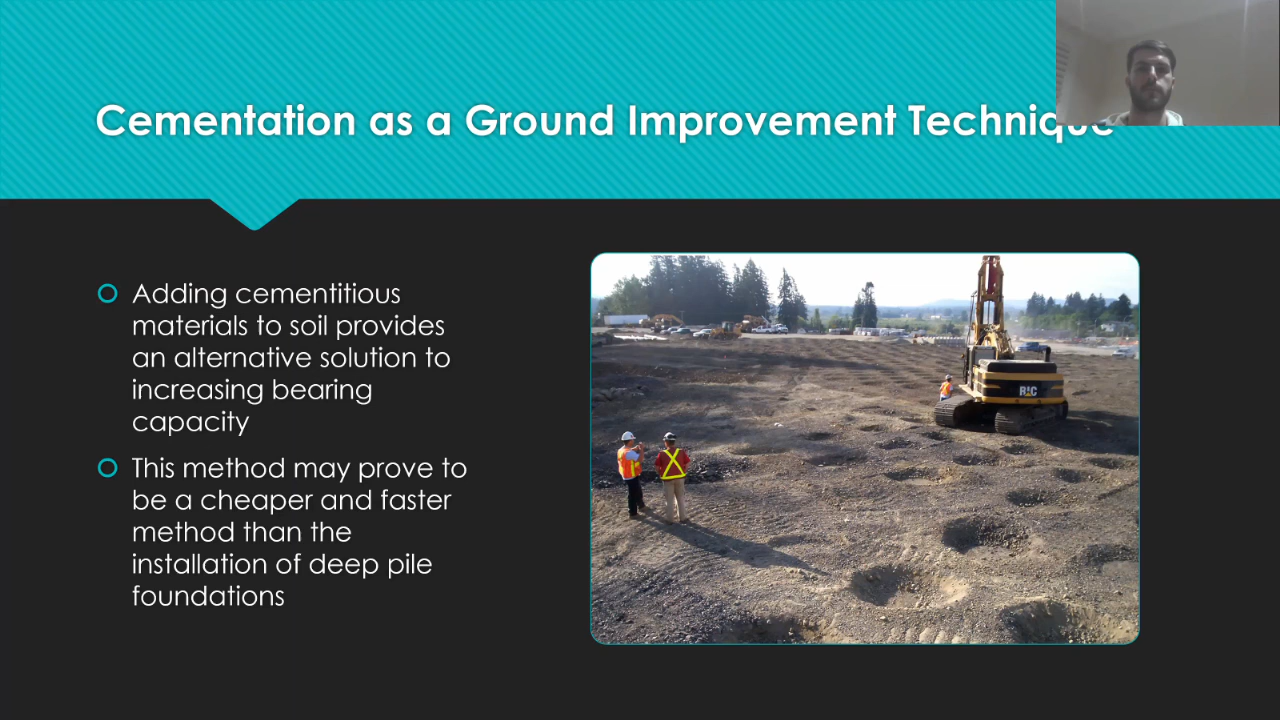 Cementation as a Ground Improvement Technique
Adding cementitious
materials to soil provides
an alternative solution to
increasing bearing
capacity
This method may prove to
be a cheaper and faster
method than the
installation of deep pile
foundations